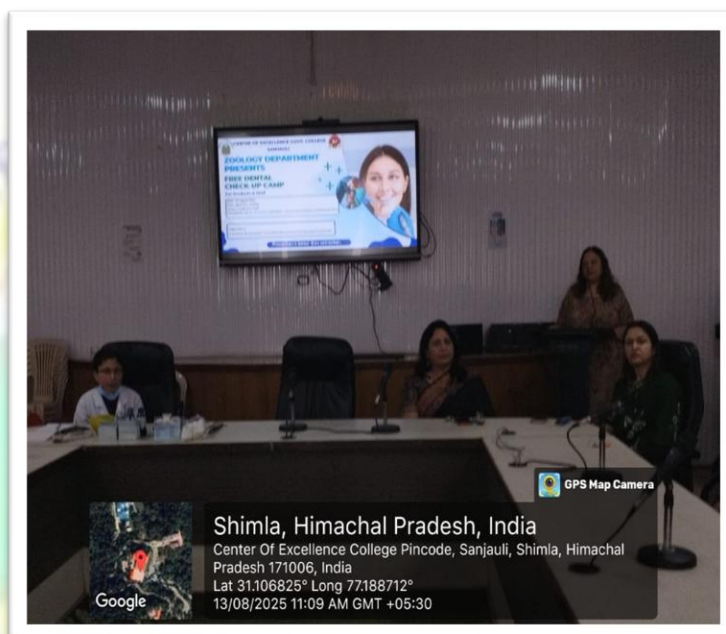 CENTER OF EXCELLENCE GOVT. COLLEGE
SANJAULI
ZOOLOGY DEPARTMENT
PRESENTS
FREE DENTAL
CHECK-UP CAMP
GPS Map Camera
Shimla, Himachal Pradesh, India
Center Of Excellence College Pincode, Sanjauli, Shimla, Himachal
Pradesh 171006, India
Lat 31.106825° Long 77.188712°
13/08/2025 11:09 AM GMT +05:30
Google